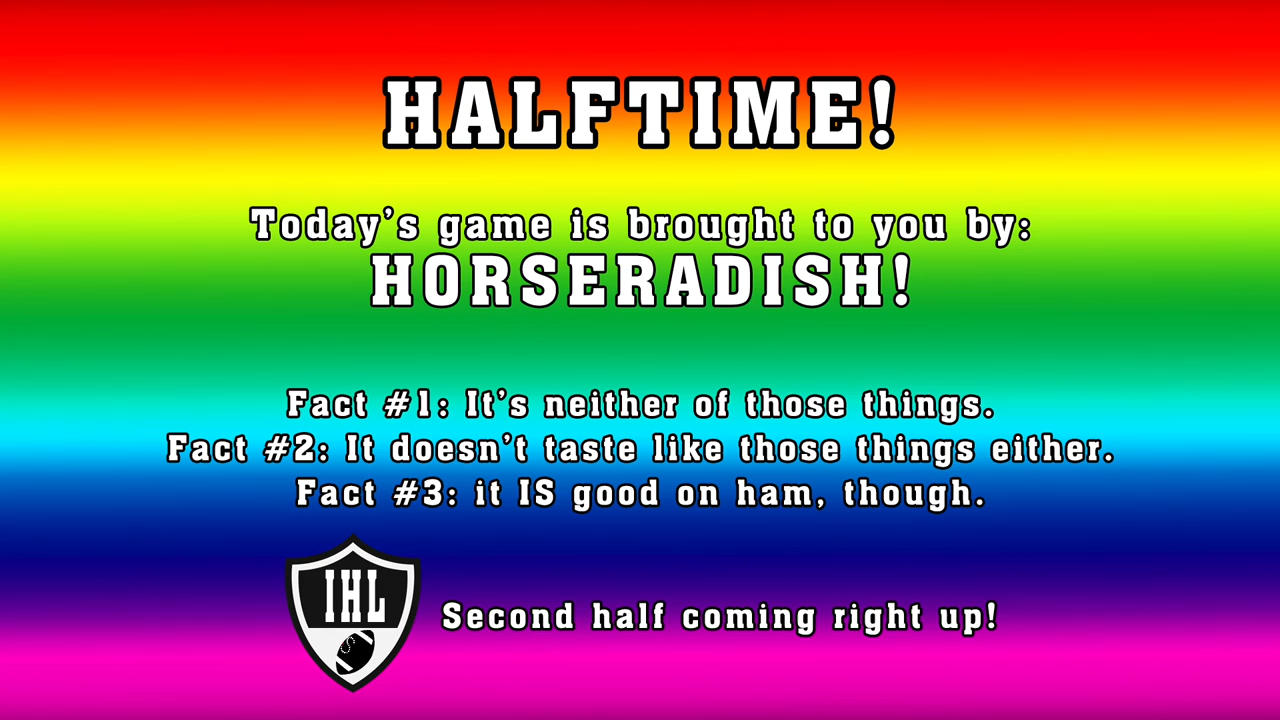 HALFTIME!
Today's game is brought to you by:
HORSERADISH!
Fact #1: It's neither of those things.
Fact #2: It doesn't taste like those things either.
Fact #3: it IS good on ham, though.
IHL
Second half coming right up!